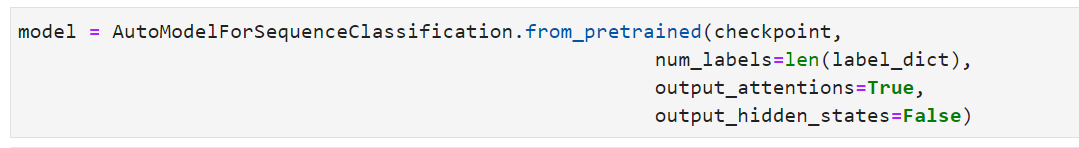 model = AutoModelForSequenceClassification.from_pretrained(checkpoint,
num_labels=len(label_dict),
output_attentions=True,
output_hidden_states=False)